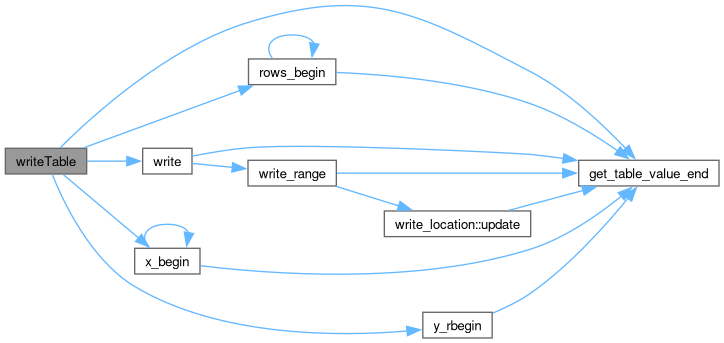 rows_begin
writeTable
write
write_range
get_table_value_end
write_location::update
x_begin
y_rbegin